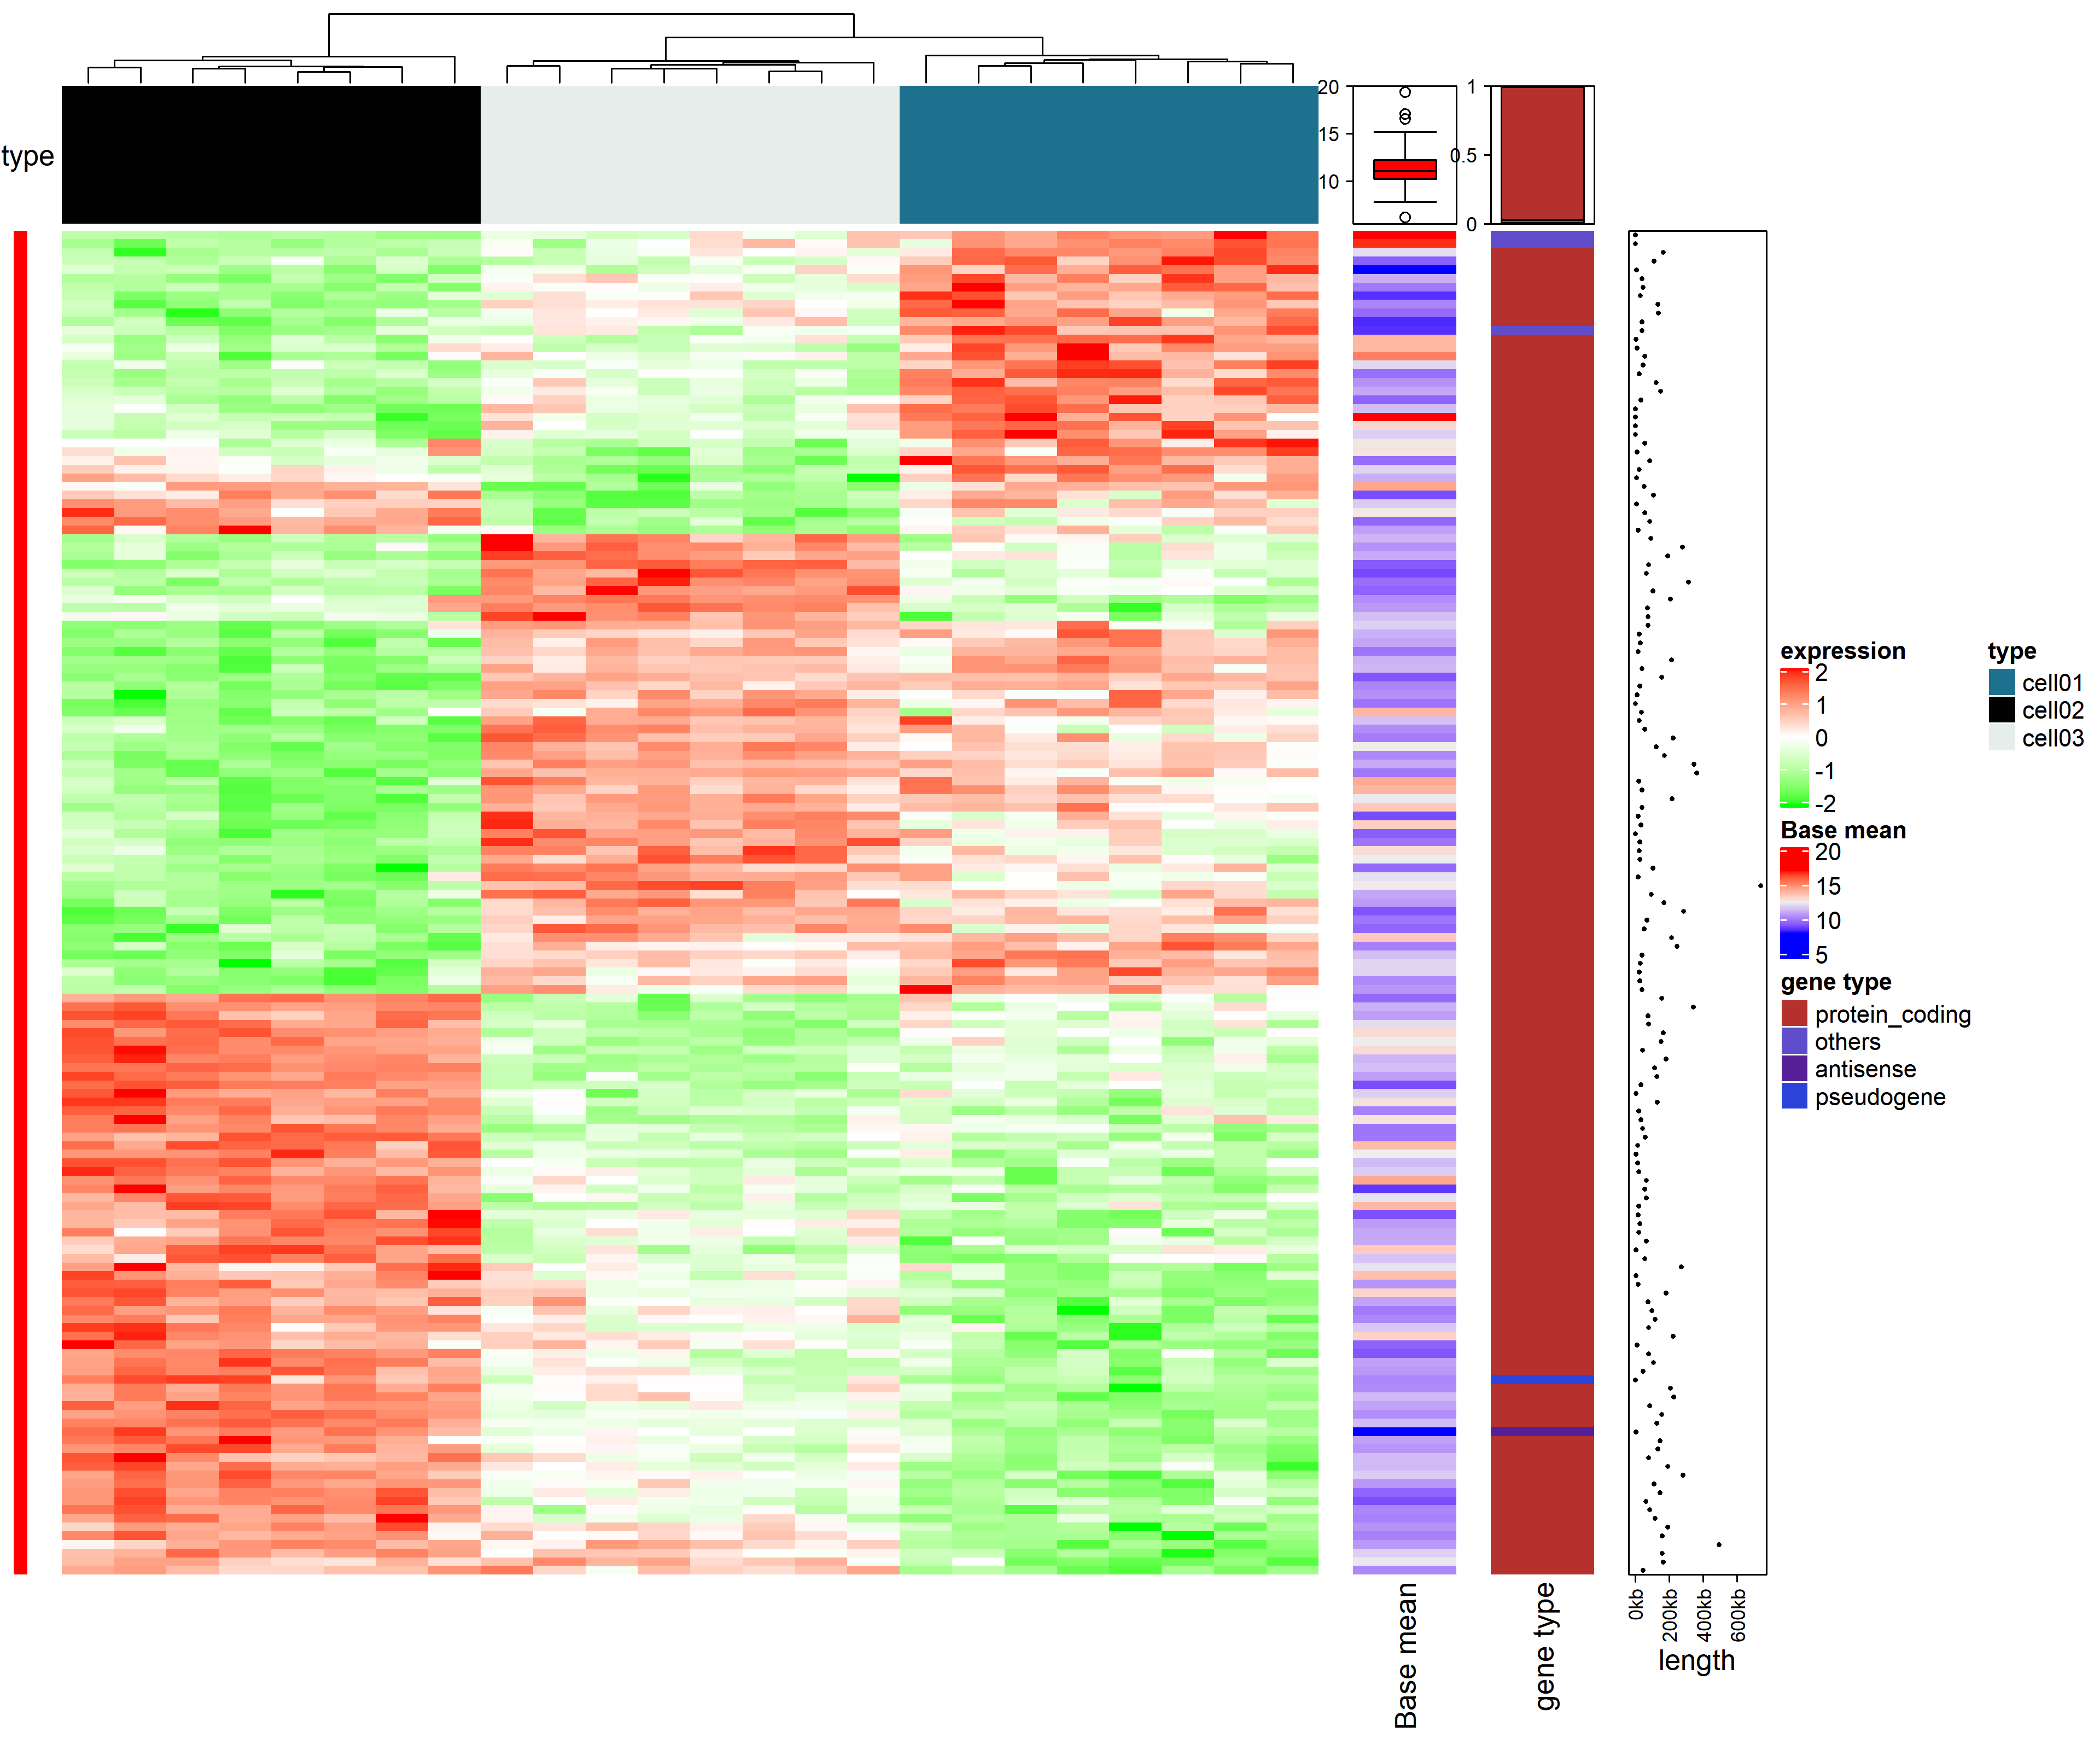 type
20
15
10
1
0.5
0
expression
2
1
0
-1
-2
Base mean
20
15
10
5
gene type
protein_coding
others
antisense
pseudogene
type
cell01
cell02
cell03
Base mean
gene type
0kb
200kb
400kb
600kb
length